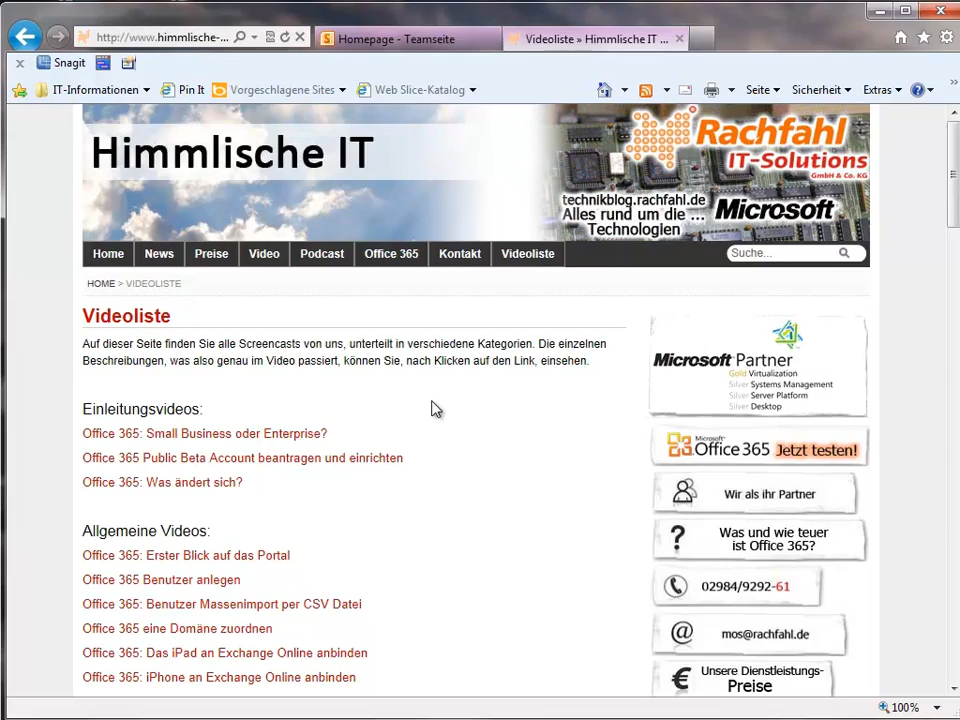 http://www.himmlische-...
Homepage - Teamseite
Videoliste » Himmlische IT ...
Snagit
IT-Informationen
Pin It
Vorgeschlagene Sites
Web Slice-Katalog
Seite
Sicherheit
Extras
Himmlische IT
Rachfahl
IT-Solutions
GmbH & Co. KG
technikblog.rachfahl.de
Alles rund um die ...
Microsoft
Technologien
Home
News
Preise
Video
Podcast
Office 365
Kontakt
Videoliste
Suche...
HOME > VIDEOLISTE
Videoliste
Auf dieser Seite finden Sie alle Screencasts von uns, unterteilt in verschiedene Kategorien. Die einzelnen
Beschreibungen, was also genau im Video passiert, können Sie, nach Klicken auf den Link, einsehen.
Einleitungsvideos:
Office 365: Small Business oder Enterprise?
Office 365 Public Beta Account beantragen und einrichten
Office 365: Was ändert sich?
Allgemeine Videos:
Office 365: Erster Blick auf das Portal
Office 365 Benutzer anlegen
Office 365: Benutzer Massenimport per CSV Datei
Office 365 eine Domäne zuordnen
Office 365: Das iPad an Exchange Online anbinden
Office 365: iPhone an Exchange Online anbinden
Microsoft Partner
Gold Virtualization
Silver Systems Management
Silver Server Platform
Silver Desktop
Microsoft
Office 365 Jetzt testen!
Wir als ihr Partner
Was und wie teuer
ist Office 365?
02984/9292-61
mos@rachfahl.de
Unsere Dienstleistungs-
Preise
100%